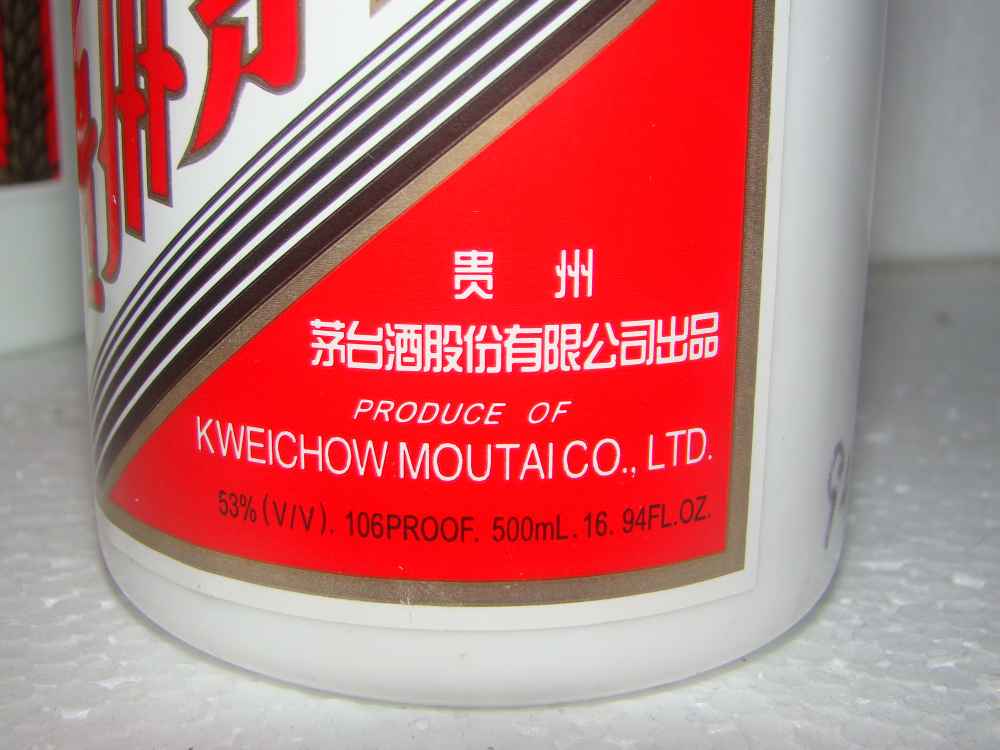 贵 州
茅台酒股份有限公司出品
PRODUCE OF
KWEICHOW MOUTAI CO., LTD.
53% (V/V). 106PROOF. 500mL. 16. 94FL.OZ.